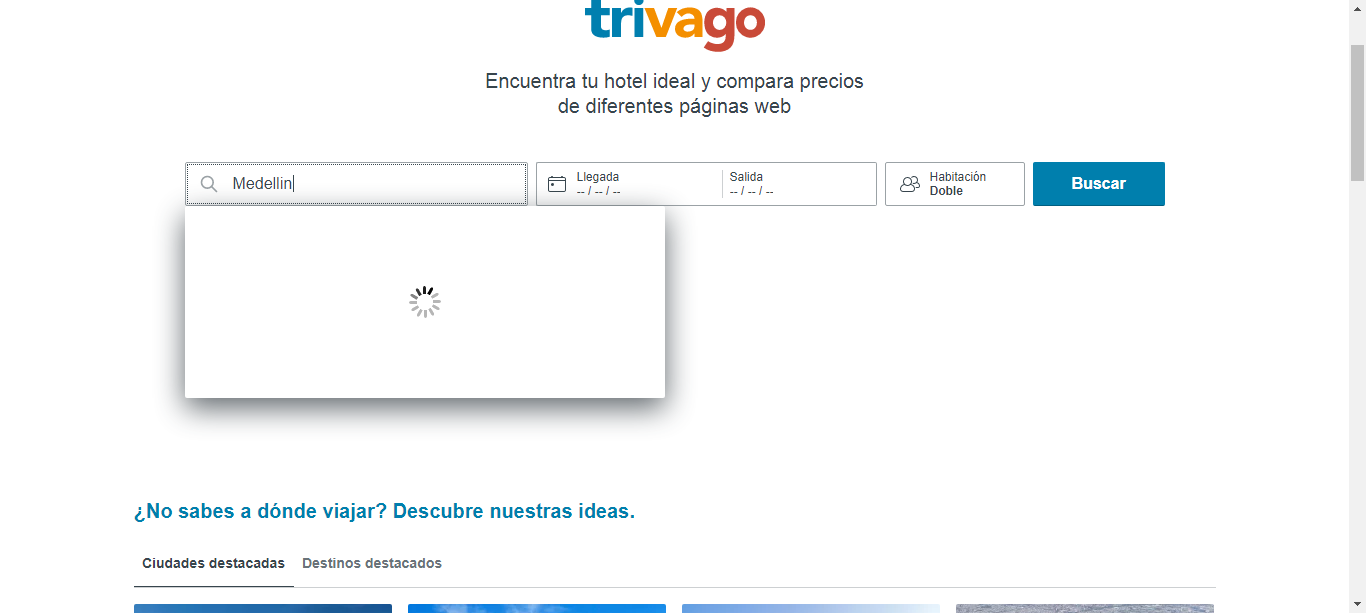 trivago
Encuentra tu hotel ideal y compara precios
de diferentes páginas web
Medellin
Llegada
-- / -- / --
Salida
-- / -- / --
Habitación
Doble
Buscar
¿No sabes a dónde viajar? Descubre nuestras ideas.
Ciudades destacadas
Destinos destacados